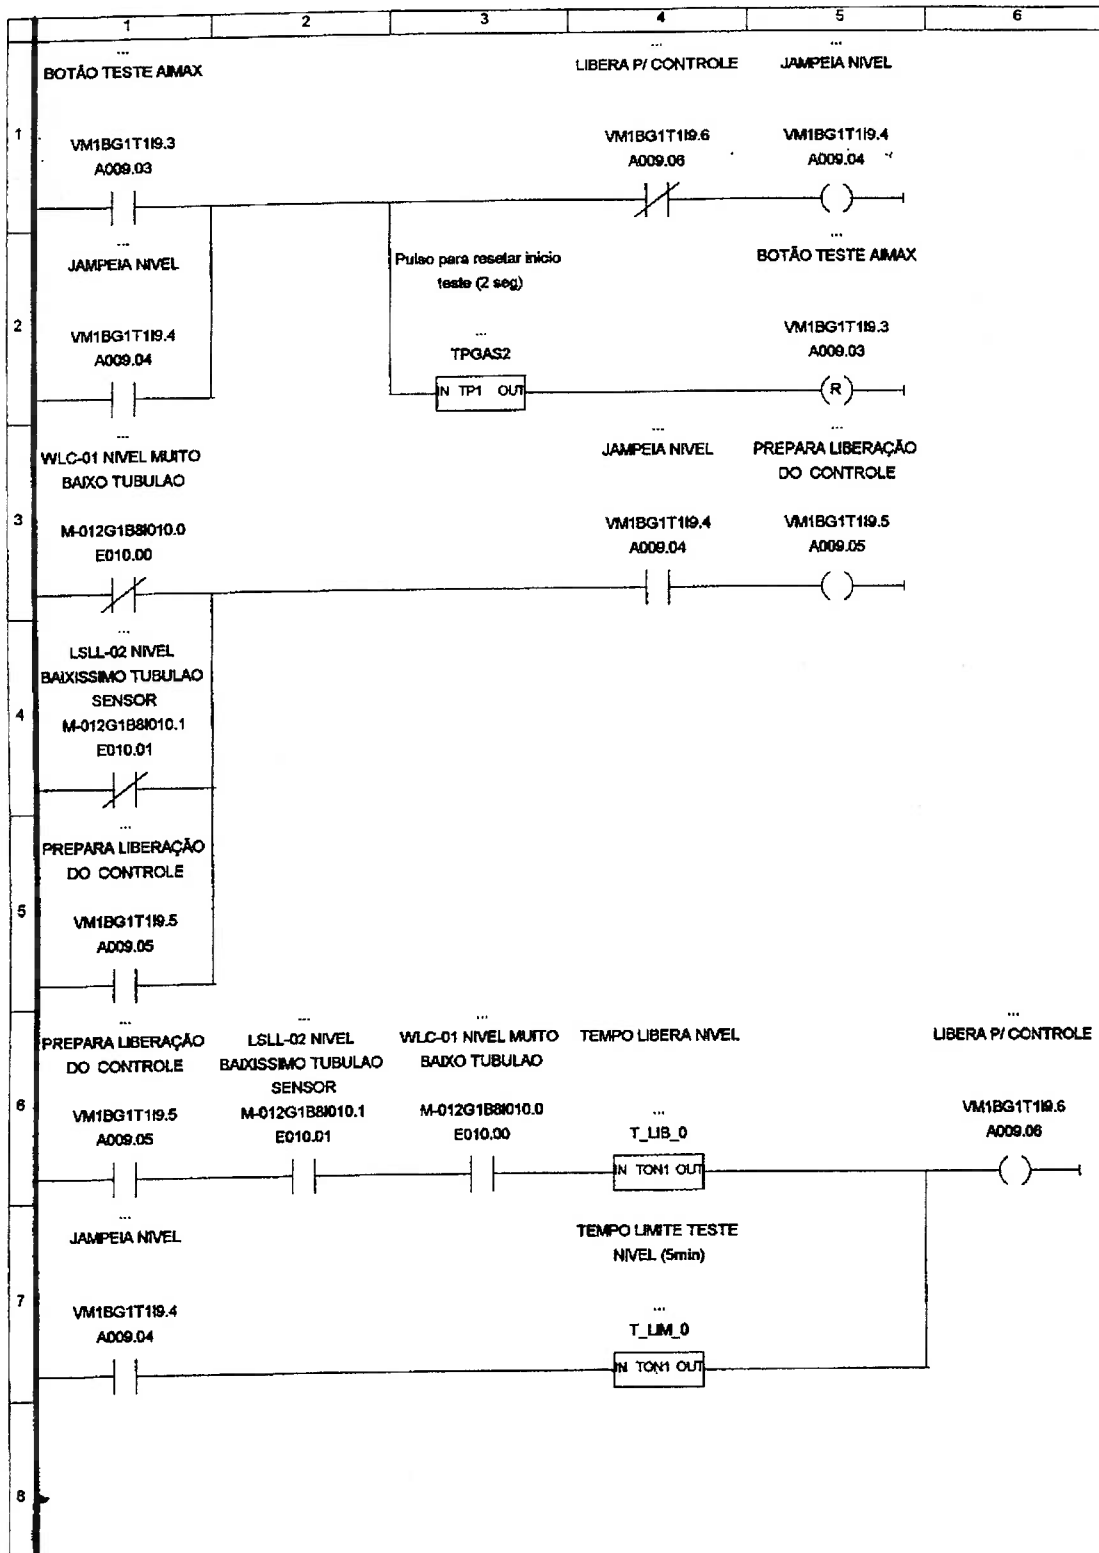 1 2 3 4 5 6
... ... ...
BOTÃO TESTE AIMAX LIBERA P/ CONTROLE JAMPEIA NIVEL
1
VM1BG1T1I9.3 VM1BG1T1I9.6 VM1BG1T1I9.4
A009.03 A009.06 A009.04
... ...
JAMPEIA NIVEL Pulso para resetar inicio BOTÃO TESTE AIMAX
teste (2 seg)
2
VM1BG1T1I9.4 ... VM1BG1T1I9.3
A009.04 TPGAS2 A009.03
IN TP1 OUT R
... ... ...
WLC-01 NIVEL MUITO JAMPEIA NIVEL PREPARA LIBERAÇÃO
BAIXO TUBULAO DO CONTROLE
3
M-012G1B8I010.0 VM1BG1T1I9.4 VM1BG1T1I9.5
E010.00 A009.04 A009.05
...
LSLL-02 NIVEL
BAIXISSIMO TUBULAO
SENSOR
4
M-012G1B8I010.1
E010.01
...
PREPARA LIBERAÇÃO
DO CONTROLE
5
VM1BG1T1I9.5
A009.05
... ... ... ...
PREPARA LIBERAÇÃO LSLL-02 NIVEL WLC-01 NIVEL MUITO TEMPO LIBERA NIVEL LIBERA P/ CONTROLE
DO CONTROLE BAIXISSIMO TUBULAO BAIXO TUBULAO
SENSOR
6
VM1BG1T1I9.5 M-012G1B8I010.1 M-012G1B8I010.0 ... VM1BG1T1I9.6
A009.05 E010.01 E010.00 T_LIB_0 A009.06
IN TON1 OUT
...
JAMPEIA NIVEL TEMPO LIMITE TESTE
NIVEL (5min)
7
VM1BG1T1I9.4 ...
A009.04 T_LIM_0
IN TON1 OUT
8